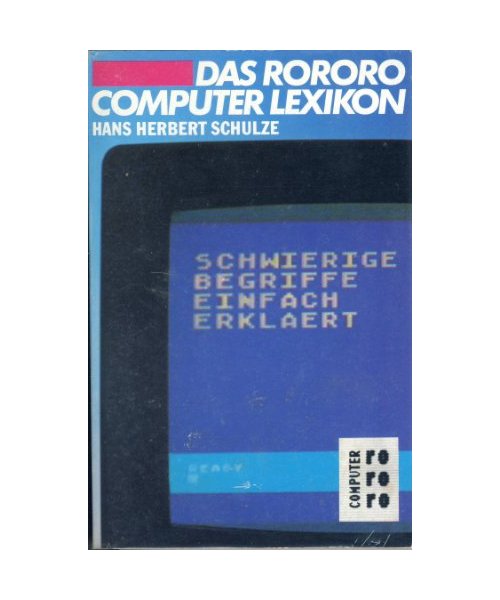 DAS RORORO
COMPUTER LEXIKON
HANS HERBERT SCHULZE
SCHWIERIGE
BEGRIFFE
EINFACH
ERKLAERT
READY
COMPUTER
ro
ro
ro